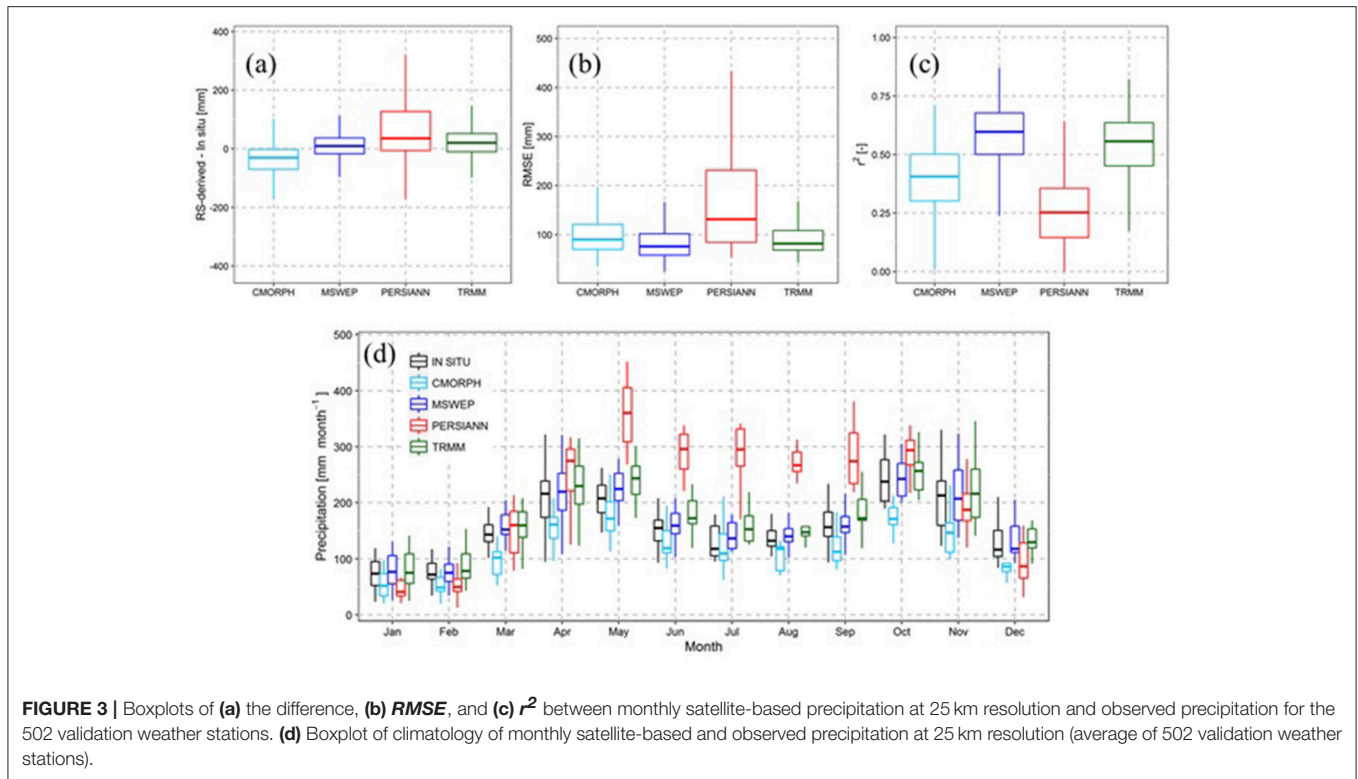 (a)
RS-derived - In situ [mm]
400
200
0
-200
-400
CMORPH MSWEP PERSIANN TRMM
(b)
RMSE [mm]
500
400
300
200
100
CMORPH MSWEP PERSIANN TRMM
(c)
r² [-]
1.00
0.75
0.50
0.25
0.00
CMORPH MSWEP PERSIANN TRMM
(d)
Precipitation [mm month⁻¹]
500
400
300
200
100
0
IN SITU
CMORPH
MSWEP
PERSIANN
TRMM
Jan Feb Mar Apr May Jun Jul Aug Sep Oct Nov Dec
Month
FIGURE 3 | Boxplots of (a) the difference, (b) RMSE, and (c) r² between monthly satellite-based precipitation at 25 km resolution and observed precipitation for the
502 validation weather stations. (d) Boxplot of climatology of monthly satellite-based and observed precipitation at 25 km resolution (average of 502 validation weather
stations).